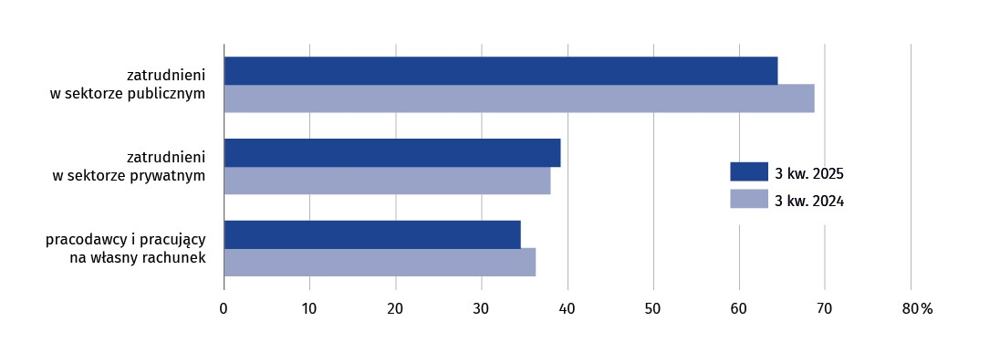 zatrudnieni
w sektorze publicznym
zatrudnieni
w sektorze prywatnym
pracodawcy i pracujący
na własny rachunek
3 kw. 2025
3 kw. 2024
0 10 20 30 40 50 60 70 80%